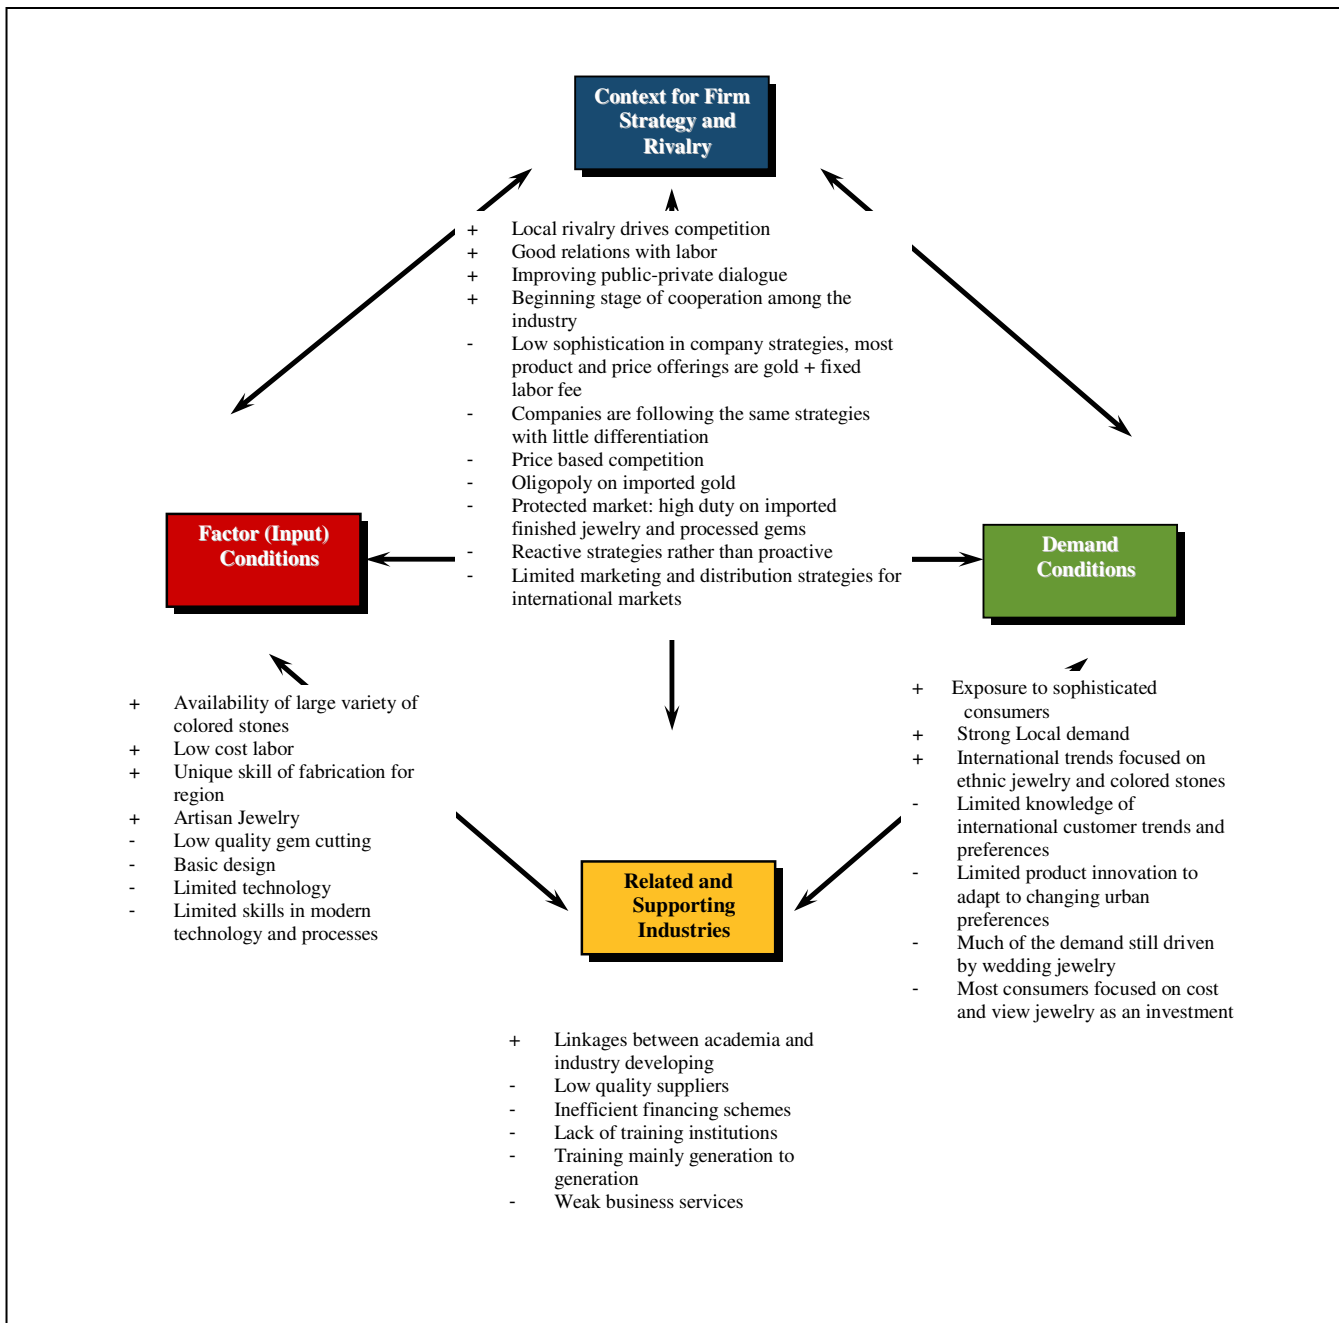 Context for Firm
Strategy and
Rivalry
+ Local rivalry drives competition
+ Good relations with labor
+ Improving public-private dialogue
+ Beginning stage of cooperation among the
industry
- Low sophistication in company strategies, most
product and price offerings are gold + fixed
labor fee
- Companies are following the same strategies
with little differentiation
- Price based competition
- Oligopoly on imported gold
- Protected market: high duty on imported
finished jewelry and processed gems
- Reactive strategies rather than proactive
- Limited marketing and distribution strategies for
international markets
Factor (Input)
Conditions
Demand
Conditions
+ Availability of large variety of
colored stones
+ Low cost labor
+ Unique skill of fabrication for
region
+ Artisan Jewelry
- Low quality gem cutting
- Basic design
- Limited technology
- Limited skills in modern
technology and processes
+ Exposure to sophisticated
consumers
+ Strong Local demand
+ International trends focused on
ethnic jewelry and colored stones
- Limited knowledge of
international customer trends and
preferences
- Limited product innovation to
adapt to changing urban
preferences
- Much of the demand still driven
by wedding jewelry
- Most consumers focused on cost
and view jewelry as an investment
Related and
Supporting
Industries
+ Linkages between academia and
industry developing
- Low quality suppliers
- Inefficient financing schemes
- Lack of training institutions
- Training mainly generation to
generation
- Weak business services